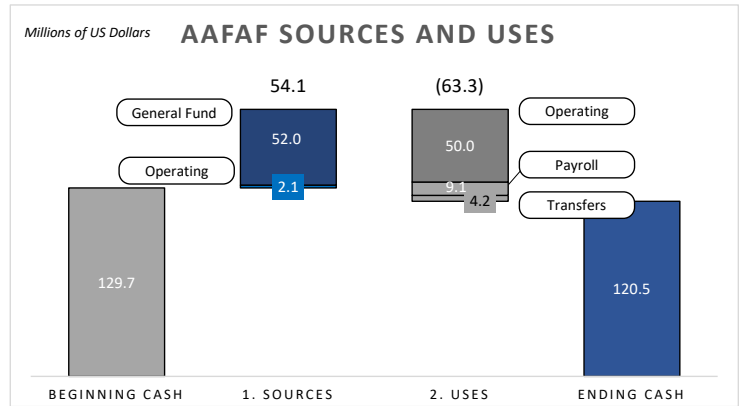 Millions of US Dollars
AAFAF SOURCES AND USES
54.1
(63.3)
General Fund
Operating
52.0
50.0
Operating
Payroll
2.1
9.1
4.2
Transfers
129.7
120.5
BEGINNING CASH
1. SOURCES
2. USES
ENDING CASH